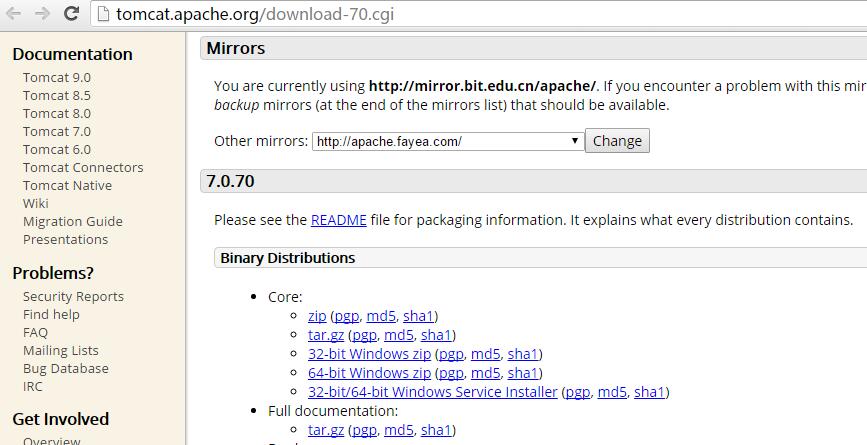 tomcat.apache.org/download-70.cgi
Documentation
Tomcat 9.0
Tomcat 8.5
Tomcat 8.0
Tomcat 7.0
Tomcat 6.0
Tomcat Connectors
Tomcat Native
Wiki
Migration Guide
Presentations
Problems?
Security Reports
Find help
FAQ
Mailing Lists
Bug Database
IRC
Get Involved
Overview
Mirrors
You are currently using http://mirror.bit.edu.cn/apache/. If you encounter a problem with this
backup mirrors (at the end of the mirrors list) that should be available.
Other mirrors: http://apache.fayea.com/ Change
7.0.70
Please see the README file for packaging information. It explains what every distribution contains.
Binary Distributions
• Core:
○ zip (pgp, md5, sha1)
○ tar.gz (pgp, md5, sha1)
○ 32-bit Windows zip (pgp, md5, sha1)
○ 64-bit Windows zip (pgp, md5, sha1)
○ 32-bit/64-bit Windows Service Installer (pgp, md5, sha1)
• Full documentation:
○ tar.gz (pgp, md5, sha1)